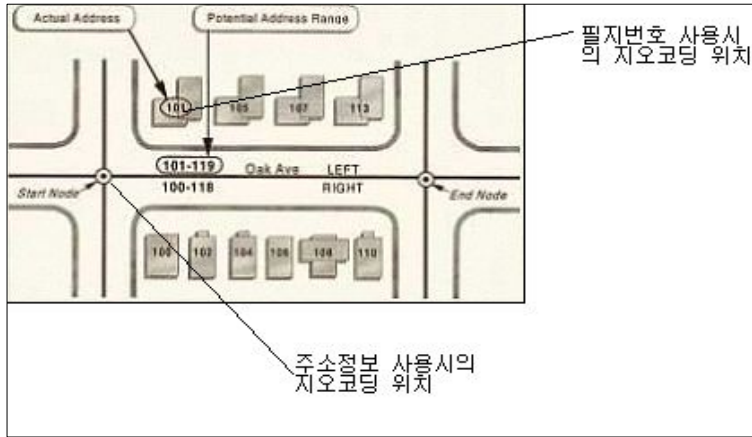 Actual Address
Potential Address Range
필지번호 사용시
의 지오코딩 위치
101 105 107 113
101-119 Oak Ave LEFT
100-118 RIGHT
Start Node
End Node
100 102 104 106 108 110
주소정보 사용시의
지오코딩 위치